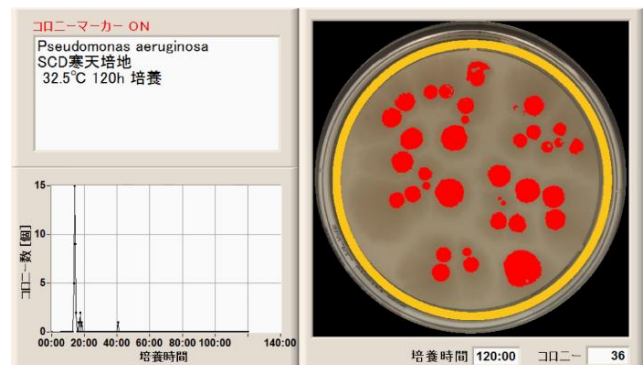 コロニーマーカー ON
Pseudomonas aeruginosa
SCD寒天培地
32.5℃ 120h 培養
コロニー数 [個]
15
10
5
0
00:00 20:00 40:00 60:00 80:00 100:00 140:00
培養時間
培養時間 120:00 コロニー 36